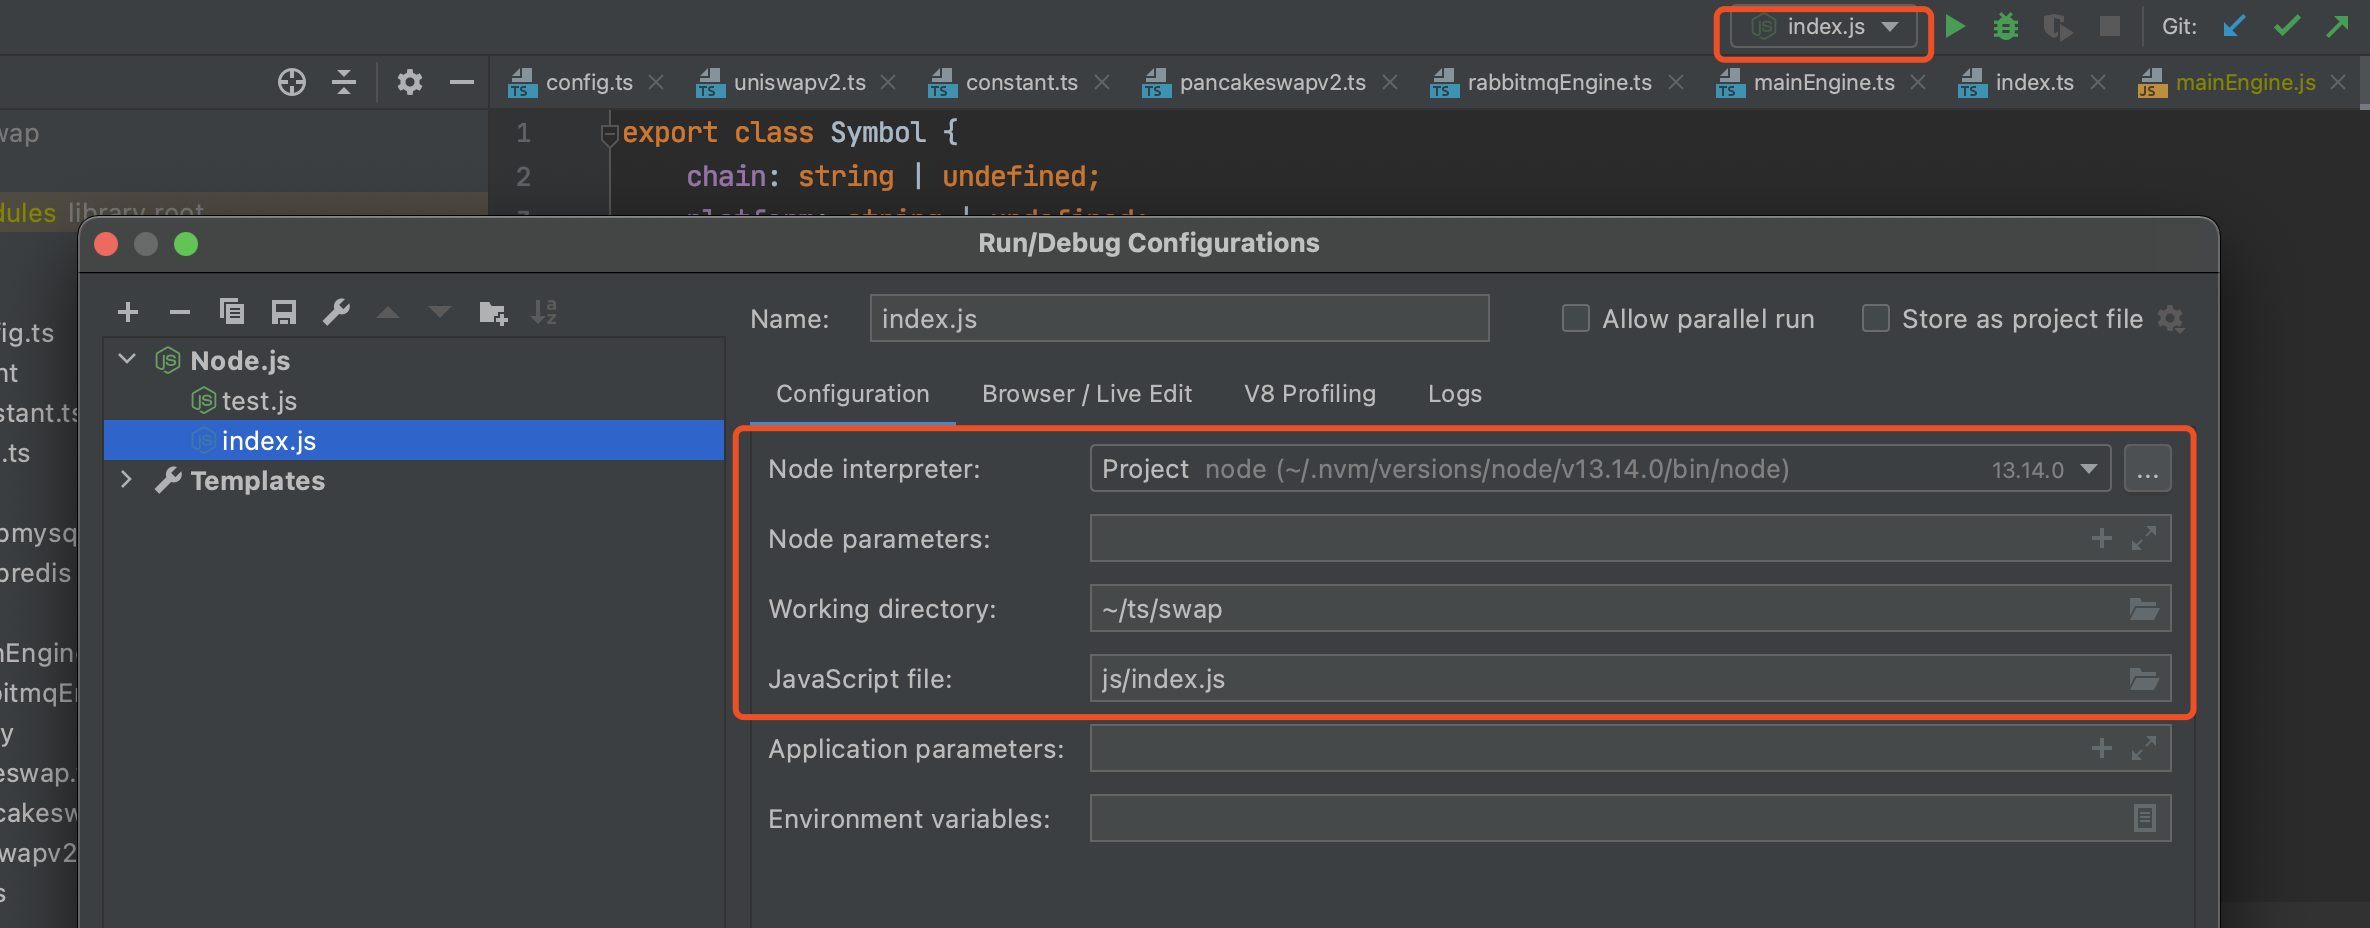 index.js
Git:
config.ts
uniswapv2.ts
constant.ts
pancakeswapv2.ts
rabbitmqEngine.ts
mainEngine.ts
index.ts
mainEngine.js
wap
1 export class Symbol {
2 chain: string | undefined;
platform: string | undefined;
dules library root
Run/Debug Configurations
Name: index.js
Allow parallel run
Store as project file
fig.ts
nt
stant.ts
.ts
omysq
oredis
nEngin
bitmqE
y
eswap.
cakesw
wapv2
s
Node.js
test.js
index.js
Templates
Configuration
Browser / Live Edit
V8 Profiling
Logs
Node interpreter: Project node (~/.nvm/versions/node/v13.14.0/bin/node) 13.14.0
...
Node parameters:
Working directory: ~/ts/swap
JavaScript file: js/index.js
Application parameters:
Environment variables: